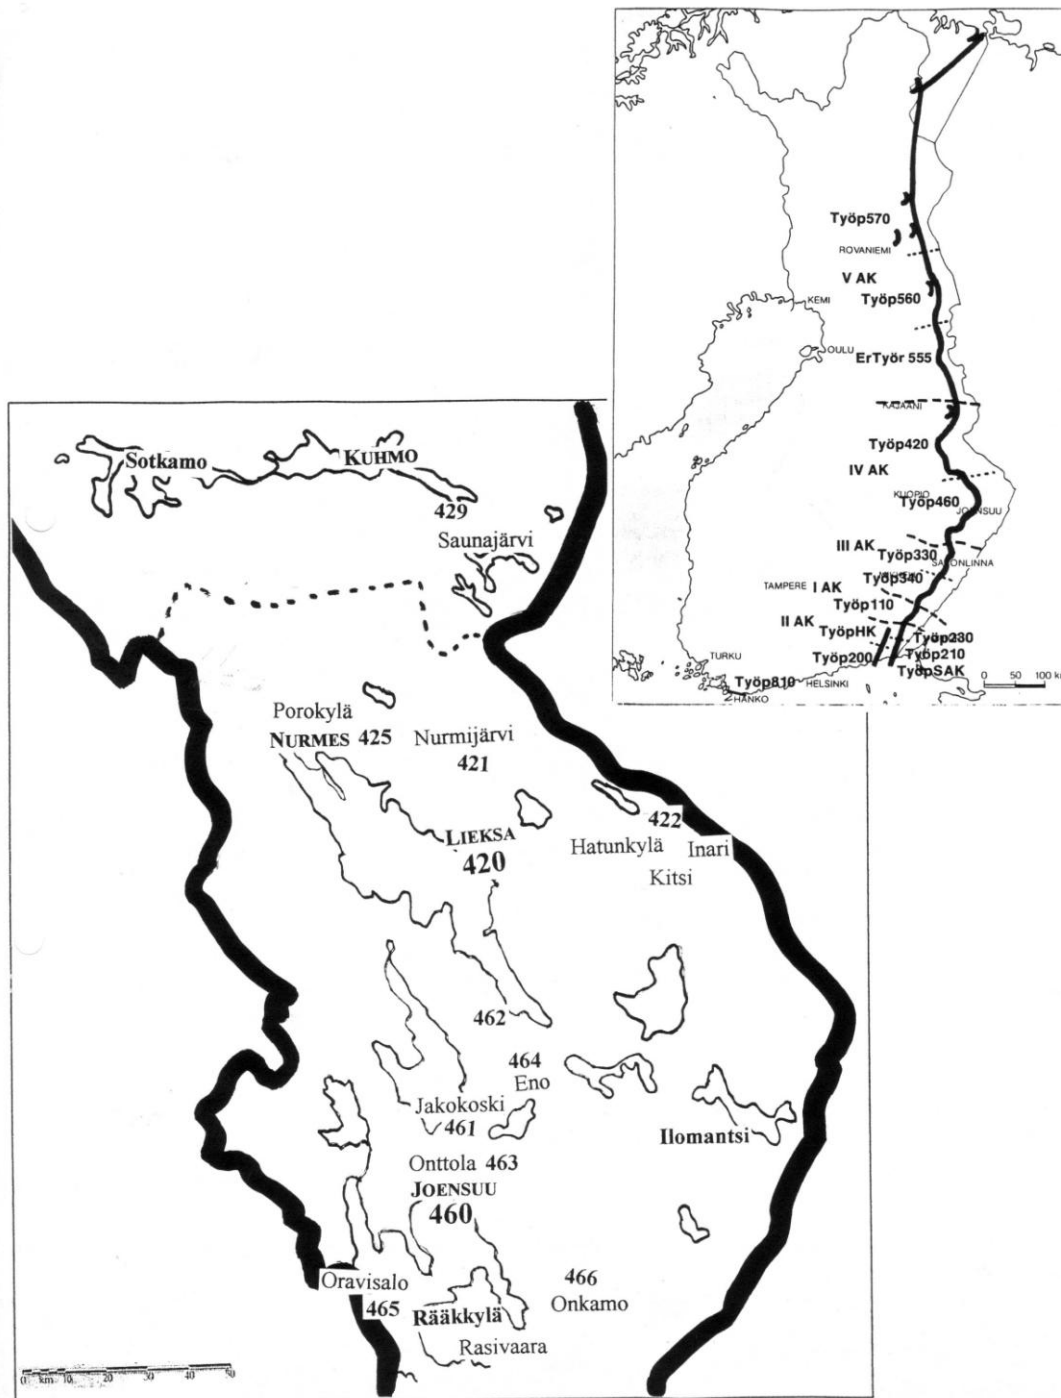 Työp570
ROVANIEMI
V AK
Työp560
KEMI
OULU
ErTyör 555
KAJAANI
Työp420
IV AK
KUOPIO
Työp460
JOENSUU
III AK
Työp330
SAVONLINNA
Työp340
TAMPERE I AK
Työp110
II AK
TyöpHK
Työp230
TURKU
Työp200
Työp210
Työp810
HELSINKI
TyöpSAK
HANKO
0 50 100 km
Sotkamo
KUHMO
429
Saunajärvi
Porokylä
NURMES 425
Nurmijärvi
421
422
LIEKSA
420
Hatunkylä
Inari
Kitsi
462
464
Eno
Jakokoski
461
Ilomantsi
Onttola 463
JOENSUU
460
Oravisalo
465
466
Onkamo
Rääkkylä
Rasivaara
0 km 10 20 30 40 50